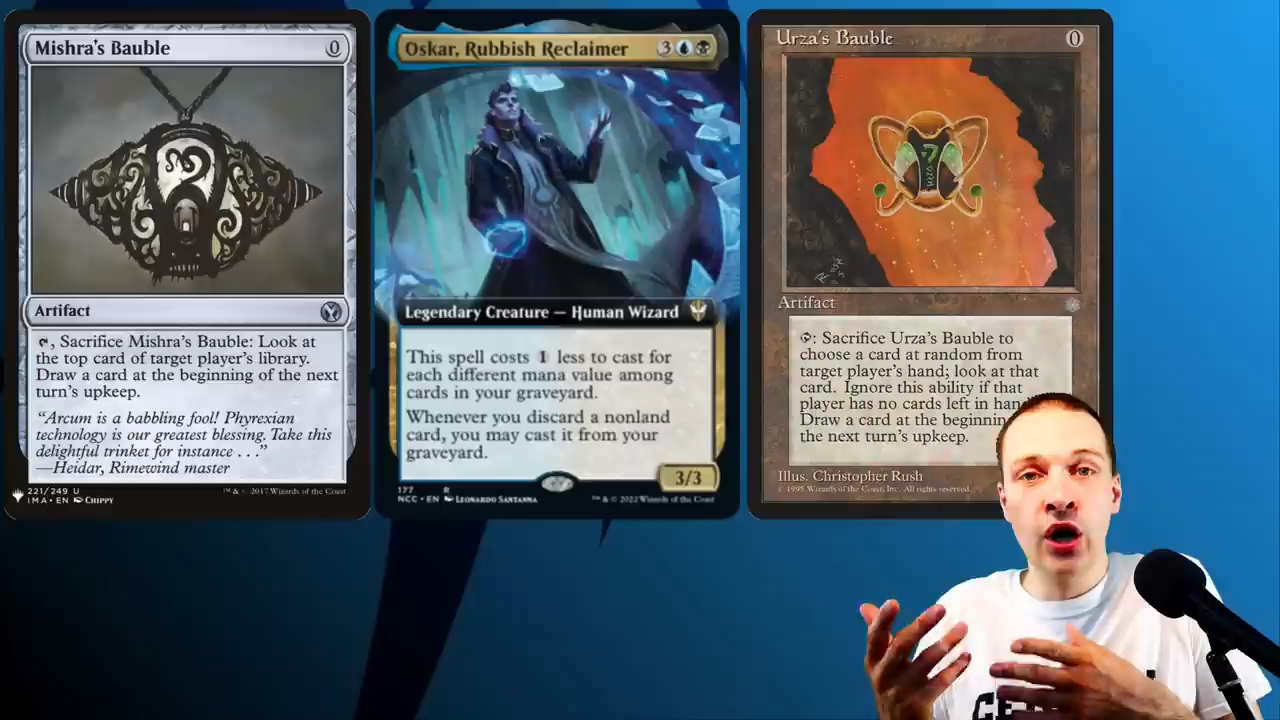 Mishra's Bauble 0
Artifact
, Sacrifice Mishra's Bauble: Look at
the top card of target player's library.
Draw a card at the beginning of the next
turn's upkeep.
"Arcum is a babbling fool! Phyrexian
technology is our greatest blessing. Take this
delightful trinket for instance . . ."
—Heidar, Rimewind master
221/249 U
IMA • EN CHIPPY
™ & © 2017 Wizards of the Coast
Oskar, Rubbish Reclaimer 3
Legendary Creature — Human Wizard
This spell costs 1 less to cast for
each different mana value among
cards in your graveyard.
Whenever you discard a nonland
card, you may cast it from your
graveyard.
3/3
177 R
NCC • EN LEONARDO SANTANNA
™ & © 2022 Wizards of the Coast
Urza's Bauble 0
Artifact
: Sacrifice Urza's Bauble to
choose a card at random from
target player's hand; look at that
card. Ignore this ability if that
player has no cards left in
Draw a card at the
the next turn's upkeep.
Illus. Christopher Rush
© 1995 Wizards of the Coast, Inc. All rights reserved.